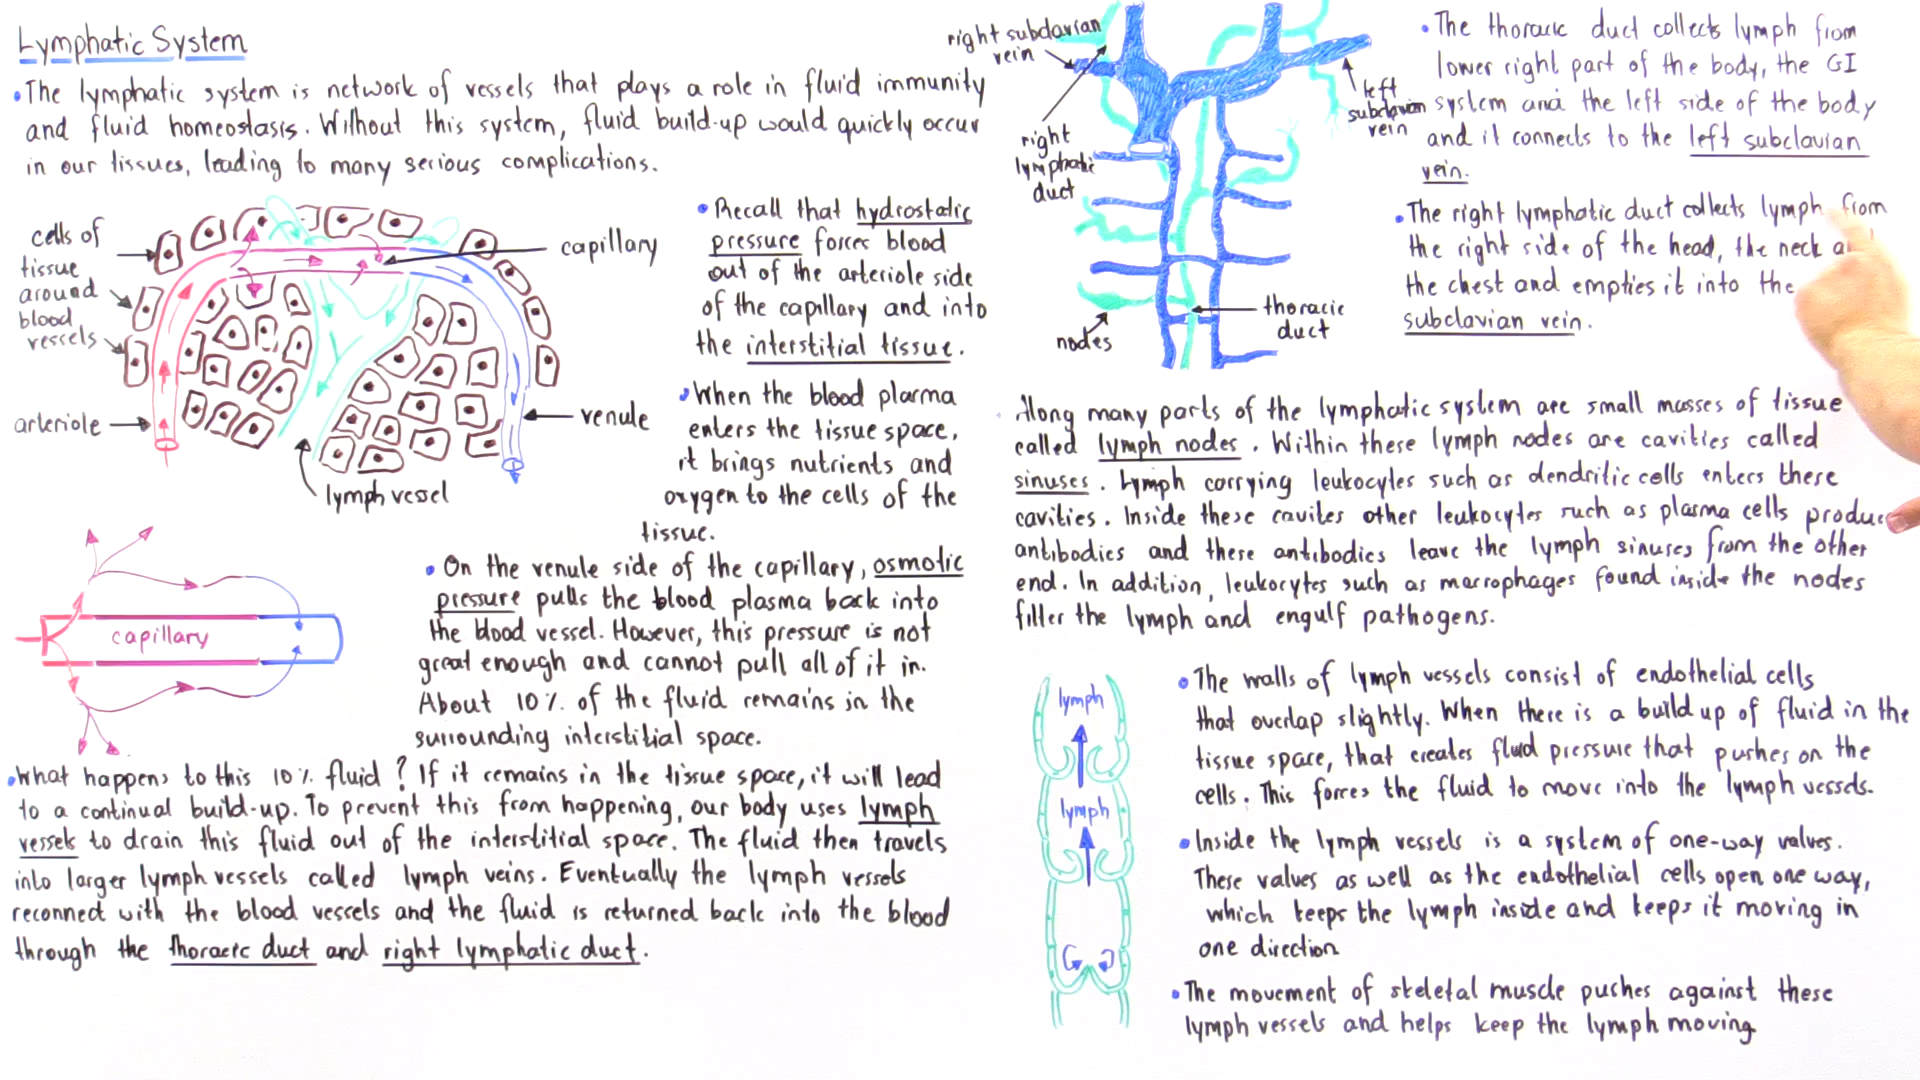 Lymphatic System
• The lymphatic system is network of vessels that plays a role in fluid immunity
and fluid homeostasis. Without this system, fluid build-up would quickly occur
in our tissues, leading to many serious complications.
cells of
tissue
around
blood
vessels
capillary
arteriole
venule
lymph vessel
• Recall that hydrostatic
pressure forces blood
out of the arteriole side
of the capillary and into
the interstitial tissue.
• When the blood plasma
enters the tissue space,
it brings nutrients and
oxygen to the cells of the
tissue.
capillary
• On the venule side of the capillary, osmotic
pressure pulls the blood plasma back into
the blood vessel. However, this pressure is not
great enough and cannot pull all of it in.
About 10% of the fluid remains in the
surrounding interstitial space.
• What happens to this 10% fluid? If it remains in the tissue space, it will lead
to a continual build-up. To prevent this from happening, our body uses lymph
vessels to drain this fluid out of the interstitial space. The fluid then travels
into larger lymph vessels called lymph veins. Eventually the lymph vessels
reconnect with the blood vessels and the fluid is returned back into the blood
through the thoracic duct and right lymphatic duct.
right subclavian
vein
right
lymphatic
duct
left
subclavian
vein
thoracic
duct
nodes
• The thoracic duct collects lymph from
lower right part of the body, the GI
system and the left side of the body
and it connects to the left subclavian
vein.
• The right lymphatic duct collects lymph from
the right side of the head, the neck a
the chest and empties it into the
subclavian vein.
Along many parts of the lymphatic system are small masses of tissue
called lymph nodes. Within these lymph nodes are cavities called
sinuses. Lymph carrying leukocytes such as dendritic cells enters these
cavities. Inside these cavites other leukocytes such as plasma cells produc
antibodies and these antibodies leave the lymph sinuses from the other
end. In addition, leukocytes such as macrophages found inside the nodes
filter the lymph and engulf pathogens.
lymph
lymph
• The walls of lymph vessels consist of endothelial cells
that overlap slightly. When there is a build up of fluid in the
tissue space, that creates fluid pressure that pushes on the
cells. This forces the fluid to move into the lymph vessels.
• Inside the lymph vessels is a system of one-way valves.
These valves as well as the endothelial cells open one way,
which keeps the lymph inside and keeps it moving in
one direction
• The movement of skeletal muscle pushes against these
lymph vessels and helps keep the lymph moving